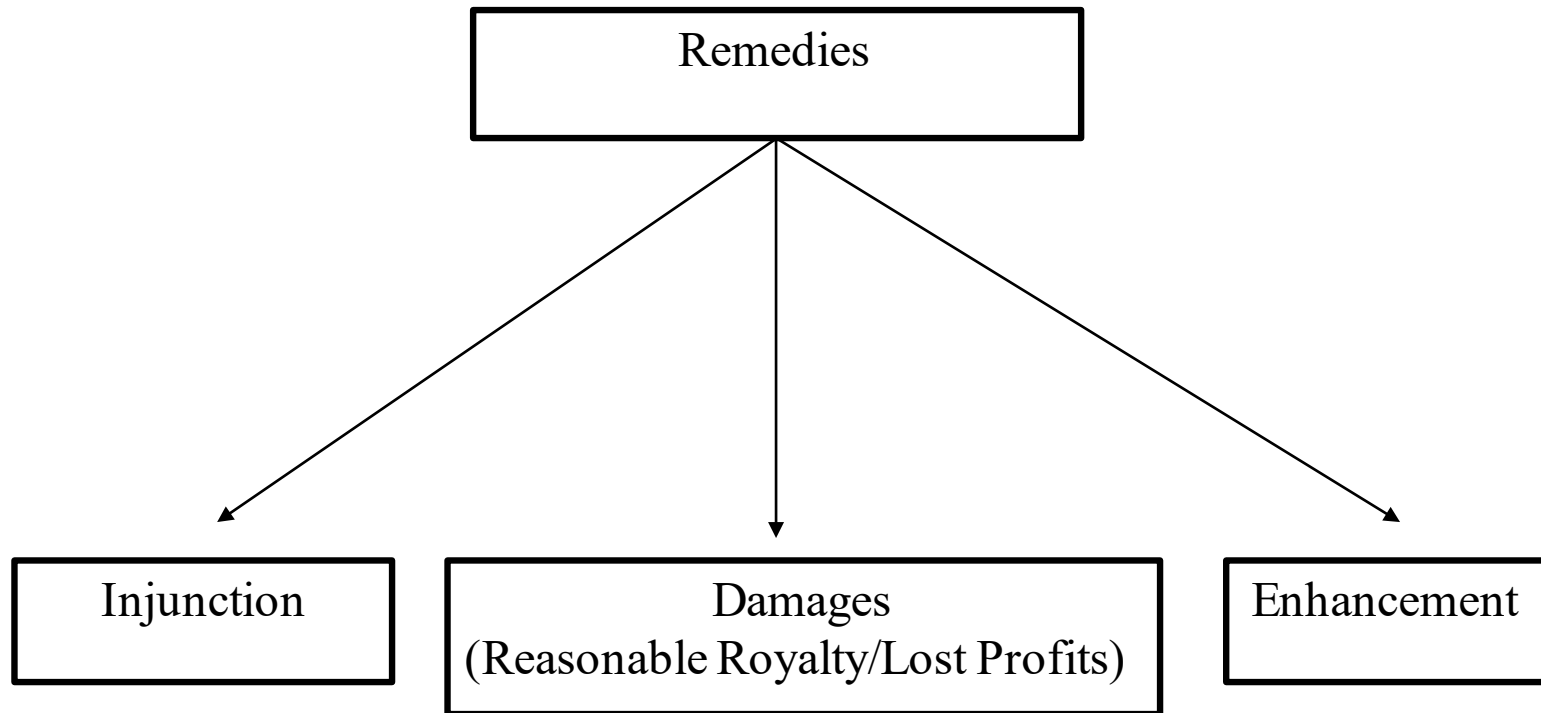 Remedies
Injunction
Damages
(Reasonable Royalty/Lost Profits)
Enhancement